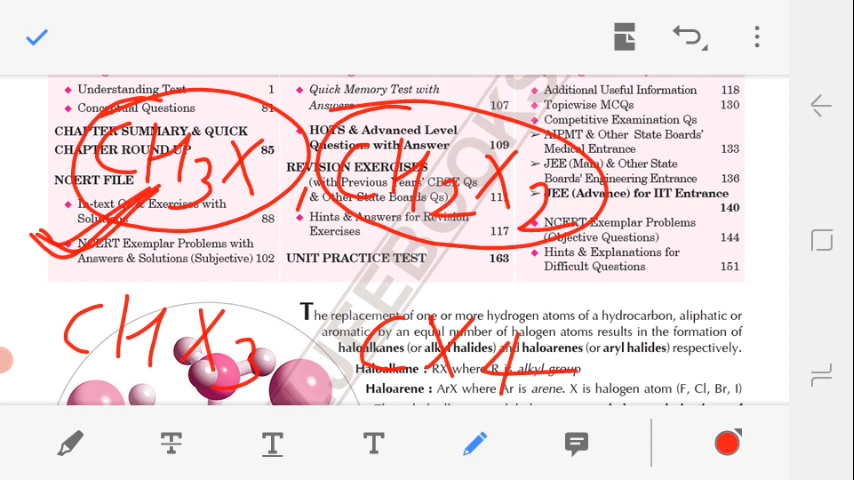 Understanding Text 1
Conceptual Questions 81
CHAPTER SUMMARY & QUICK
CHAPTER ROUND UP 85
NCERT FILE
In-text Qs & Exercises with
Solutions 88
NCERT Exemplar Problems with
Answers & Solutions (Subjective) 102
Quick Memory Test with
Answers 107
HOTS & Advanced Level
Questions with Answer 109
REVISION EXERCISES
(with Previous Years' CBSE Qs
& Other State Boards Qs) 11
Hints & Answers for Revision
Exercises 117
UNIT PRACTICE TEST 163
Additional Useful Information 118
Topicwise MCQs 130
Competitive Examination Qs
AIPMT & Other State Boards'
Medical Entrance 133
JEE (Main) & Other State
Boards' Engineering Entrance 136
JEE (Advance) for IIT Entrance
140
NCERT Exemplar Problems
(Objective Questions) 144
Hints & Explanations for
Difficult Questions 151
CH3X
CH2X2
CHX3
CX4
The replacement of one or more hydrogen atoms of a hydrocarbon, aliphatic or
aromatic, by an equal number of halogen atoms results in the formation of
haloalkanes (or alkyl halides) and haloarenes (or aryl halides) respectively.
Haloalkane : RX where R is alkyl group
Haloarene : ArX where Ar is arene. X is halogen atom (F, Cl, Br, I)
T
T
T